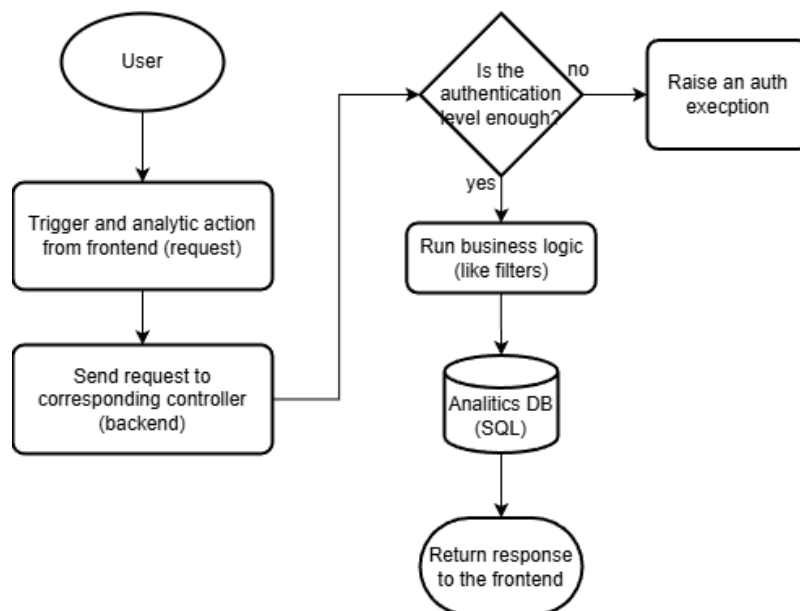 User
Trigger and analytic action
from frontend (request)
Send request to
corresponding controller
(backend)
Is the
authentication
level enough?
no
Raise an auth
execption
yes
Run business logic
(like filters)
Analitics DB
(SQL)
Return response
to the frontend